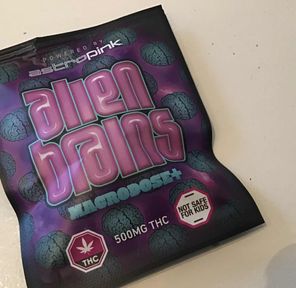 POWERED BY
astropink
alien
brains
MACRODOSE+
500MG THC
THC
NOT SAFE
FOR KIDS